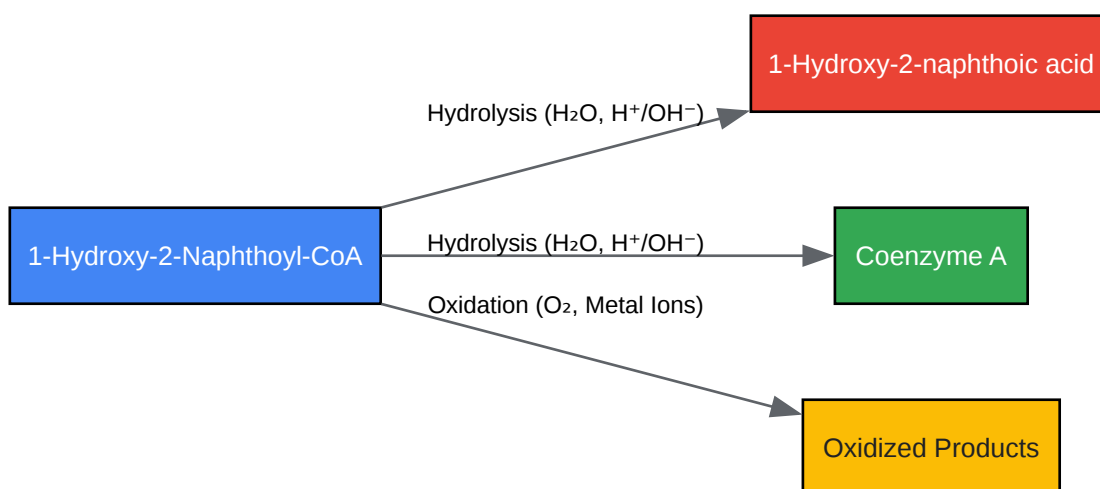 1-Hydroxy-2-naphthoic acid
Hydrolysis (H₂O, H⁺/OH⁻)
1-Hydroxy-2-Naphthoyl-CoA
Hydrolysis (H₂O, H⁺/OH⁻)
Coenzyme A
Oxidation (O₂, Metal Ions)
Oxidized Products